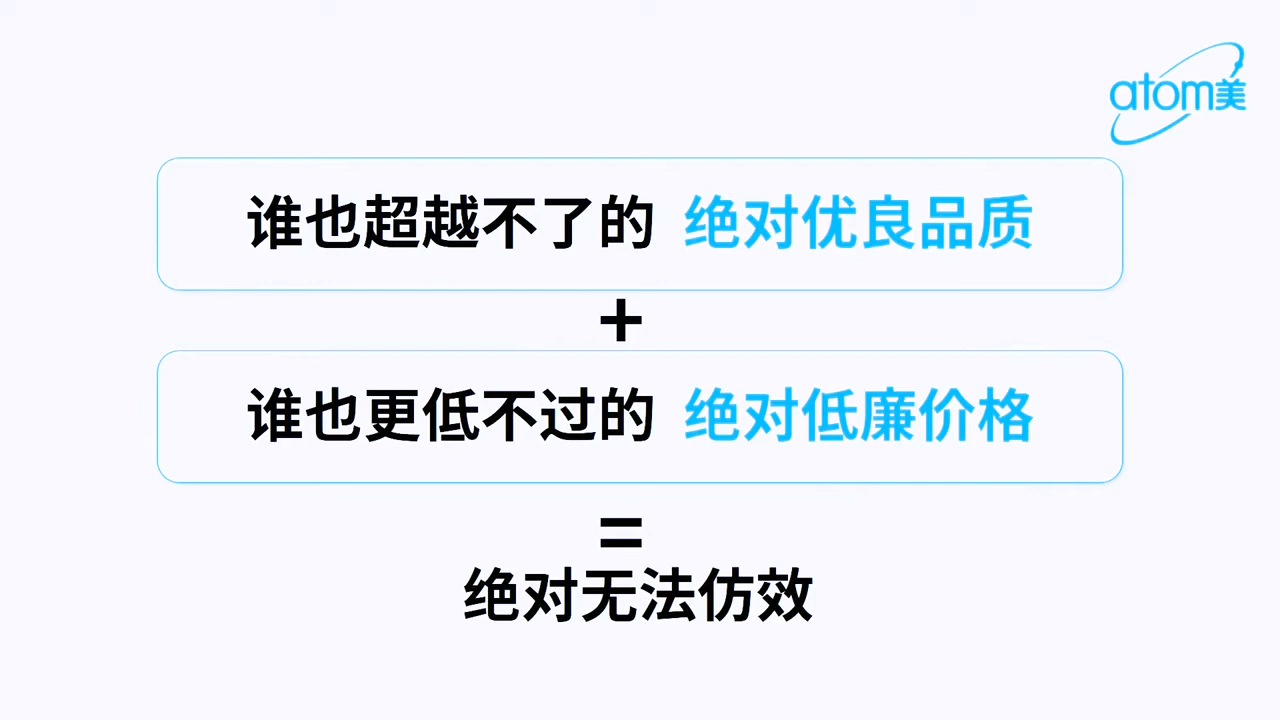 atom美
谁也超越不了的 绝对优良品质
+
谁也更低不过的 绝对低廉价格
=
绝对无法仿效